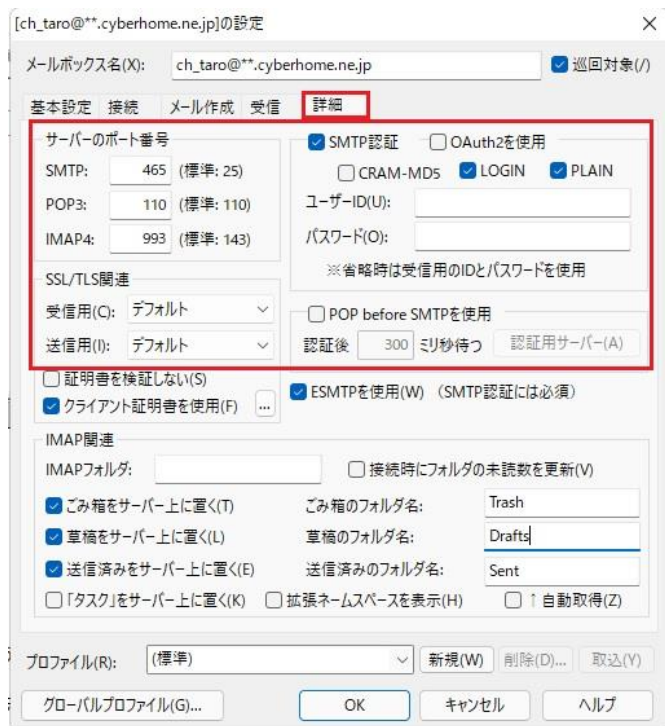 [ch_taro@**.cyberhome.ne.jp]の設定
メールボックス名(X): ch_taro@**.cyberhome.ne.jp 巡回対象(/)
基本設定 接続 メール作成 受信 詳細
サーバーのポート番号
SMTP: 465 (標準: 25)
POP3: 110 (標準: 110)
IMAP4: 993 (標準: 143)
SMTP認証 OAuth2を使用
CRAM-MD5 LOGIN PLAIN
ユーザーID(U):
パスワード(O):
※省略時は受信用のIDとパスワードを使用
SSL/TLS関連
受信用(C): デフォルト
送信用(I): デフォルト
POP before SMTPを使用
認証後 300 ミリ秒待つ 認証用サーバー(A)
証明書を検証しない(S)
クライアント証明書を使用(F) ...
ESMTPを使用(W) (SMTP認証には必須)
IMAP関連
IMAPフォルダ: 接続時にフォルダの未読数を更新(V)
ごみ箱をサーバー上に置く(T) ごみ箱のフォルダ名: Trash
草稿をサーバー上に置く(L) 草稿のフォルダ名: Drafts
送信済みをサーバー上に置く(E) 送信済みのフォルダ名: Sent
「タスク」をサーバー上に置く(K) 拡張ネームスペースを表示(H) ↑自動取得(Z)
プロファイル(R): (標準) 新規(W) 削除(D)... 取込(Y)
グローバルプロファイル(G)... OK キャンセル ヘルプ